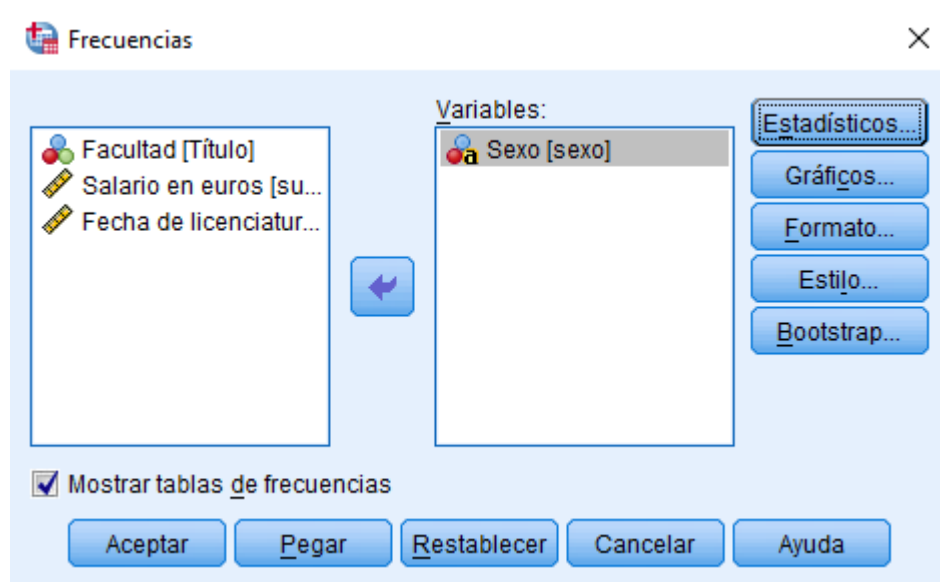 Frecuencias
Variables:
Facultad [Título]
Salario en euros [su...
Fecha de licenciatur...
a Sexo [sexo]
Estadísticos...
Gráficos...
Formato...
Estilo...
Bootstrap...
Mostrar tablas de frecuencias
Aceptar
Pegar
Restablecer
Cancelar
Ayuda